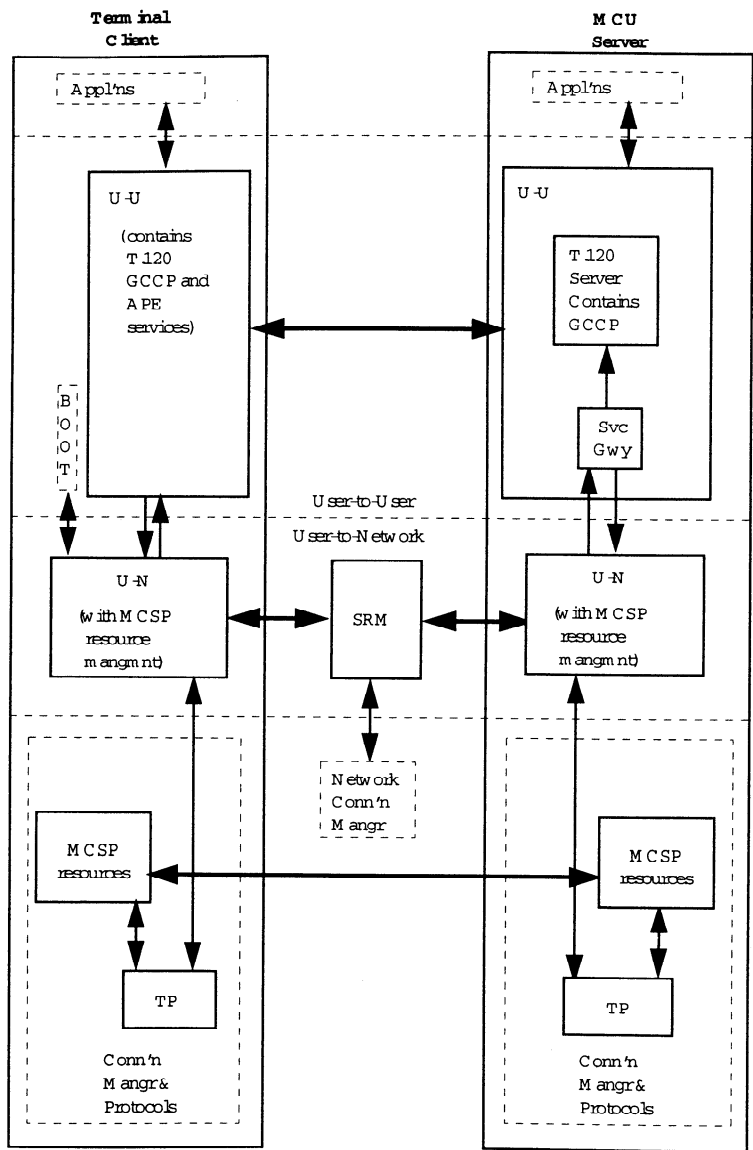 Terminal
Client
MCU
Server
Appl'ns
Appl'ns
U-U
(contains
T.120
GCCP and
APE
services)
U-U
T.120
Server
Contains
GCCP
B
O
O
T
Svc
Gwy
User-to-User
User-to-Network
U-N
(with MCSP
resource
mangmnt)
SRM
U-N
(with MCSP
resource
mangmnt)
Network
Conn'n
Mangr
MCSP
resources
MCSP
resources
TP
TP
Conn'n
Mangr &
Protocols
Conn'n
Mangr &
Protocols